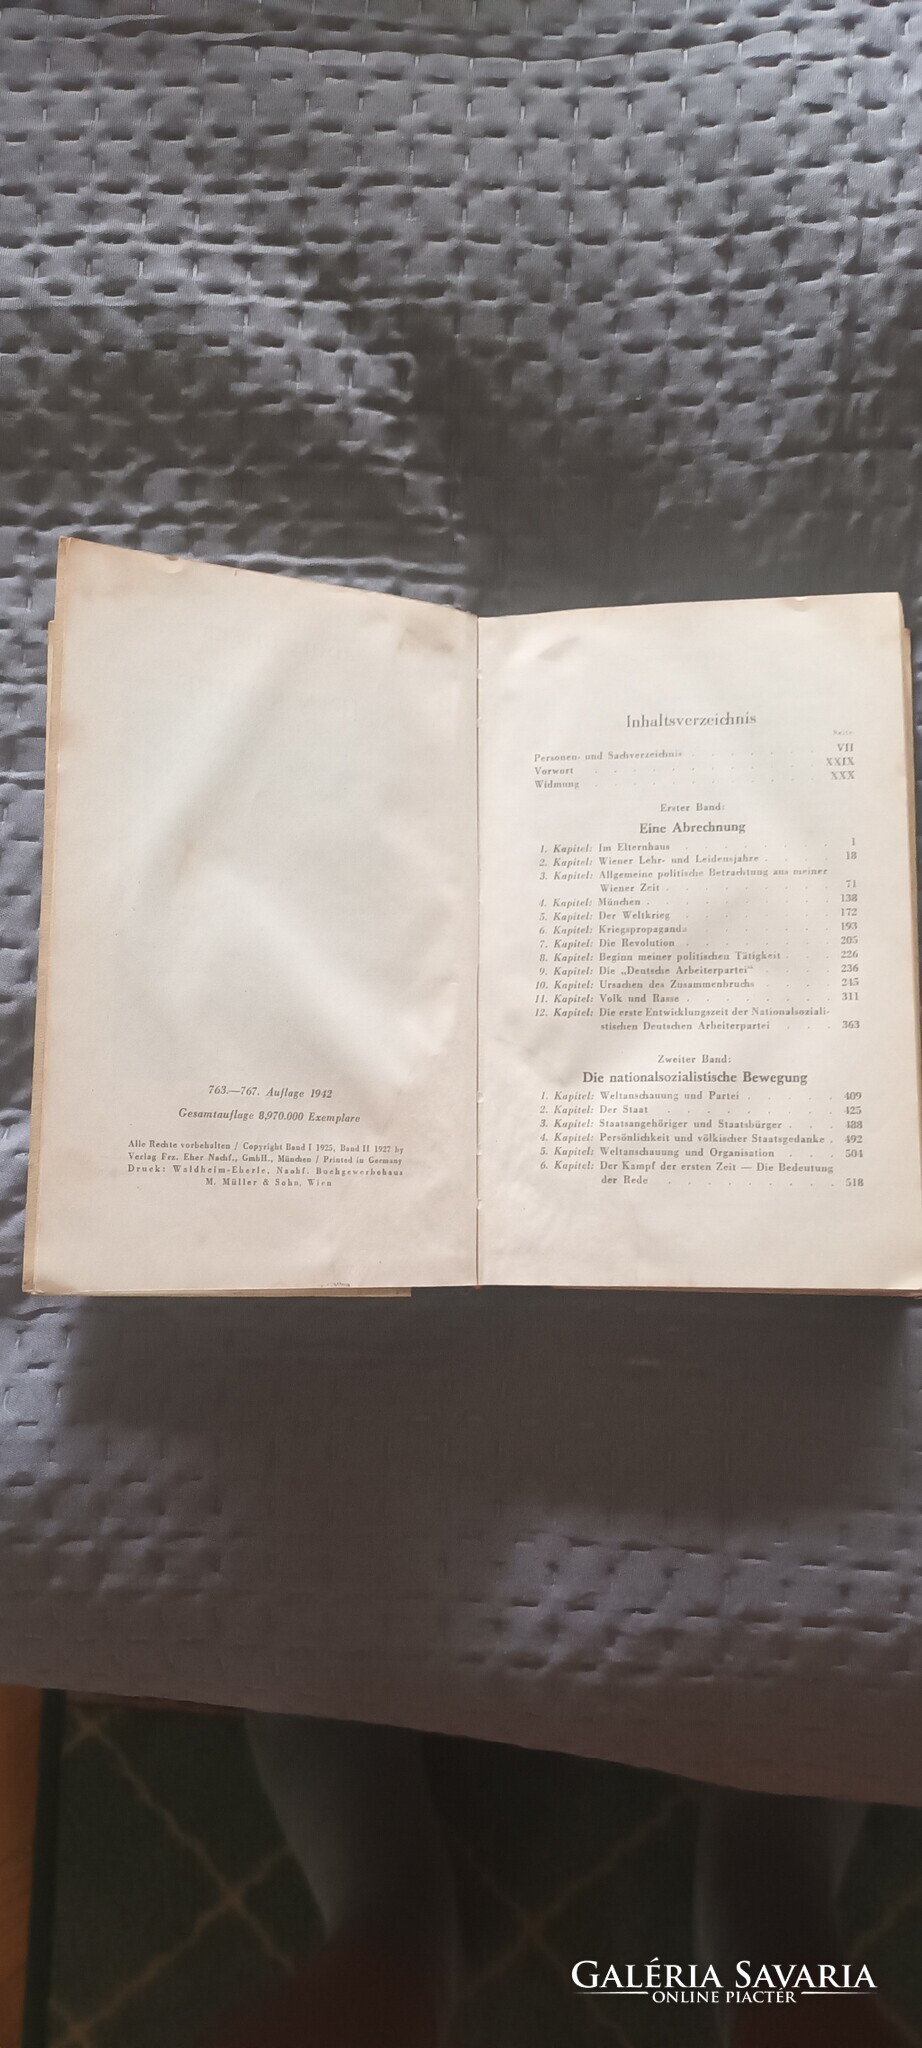 763.—767. Auflage 1942
Gesamtauflage 8,970.000 Exemplare
Alle Rechte vorbehalten / Copyright Band I 1925, Band II 1927 by
Verlag Frz. Eher Nachf., GmbH., München / Printed in Germany
Druck: Waldheim-Eberle, Nachf. Buchgewerbehaus
M. Müller & Sohn, Wien
Inhaltsverzeichnis
Seite
Personen- und Sachverzeichnis . . . . . . . VII
Vorwort . . . . . . . . . . . XXIX
Widmung . . . . . . . . . . . XXX
Erster Band:
Eine Abrechnung
1. Kapitel: Im Elternhaus . . . . . . . 1
2. Kapitel: Wiener Lehr- und Leidensjahre . . . . 18
3. Kapitel: Allgemeine politische Betrachtung aus meiner
Wiener Zeit . . . . . . . . 71
4. Kapitel: München . . . . . . . . 138
5. Kapitel: Der Weltkrieg . . . . . . . 172
6. Kapitel: Kriegspropaganda . . . . . . 193
7. Kapitel: Die Revolution . . . . . . . 205
8. Kapitel: Beginn meiner politischen Tätigkeit . . . 226
9. Kapitel: Die „Deutsche Arbeiterpartei“ . . . . 236
10. Kapitel: Ursachen des Zusammenbruchs . . . . 245
11. Kapitel: Volk und Rasse . . . . . . . 311
12. Kapitel: Die erste Entwicklungszeit der Nationalsoziali-
stischen Deutschen Arbeiterpartei . . . 363
Zweiter Band:
Die nationalsozialistische Bewegung
1. Kapitel: Weltanschauung und Partei . . . . . 409
2. Kapitel: Der Staat . . . . . . . . 425
3. Kapitel: Staatsangehöriger und Staatsbürger . . . 488
4. Kapitel: Persönlichkeit und völkischer Staatsgedanke . 492
5. Kapitel: Weltanschauung und Organisation . . . 504
6. Kapitel: Der Kampf der ersten Zeit — Die Bedeutung
der Rede . . . . . . . . . 518
GALÉRIA SAVARIA
ONLINE PIACTÉR